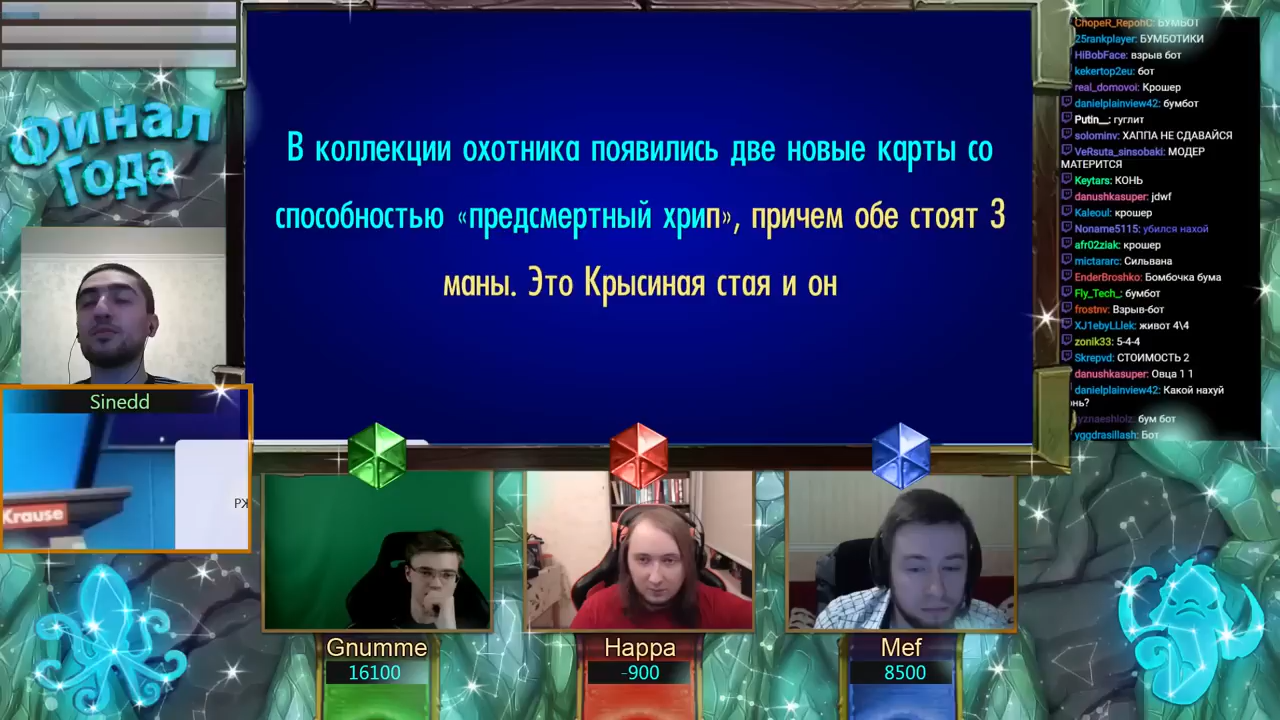 Финал
Года
В коллекции охотника появились две новые карты со
способностью «предсмертный хрип», причем обе стоят 3
маны. Это Крысиная стая и он
Sinedd
Krause
РЖ
Gnumme
16100
Happa
-900
Mef
8500
ChopeR_RepohC: БУМБОТ
25rankplayer: БУМБОТИКИ
HiBobFace: взрыв бот
kekertop2eu: бот
real_domovoi: Крошер
danielplainview42: бумбот
Putin__: гуглит
solominv: ХАППА НЕ СДАВАЙСЯ
VeRsuta_sinsobaki: МОДЕР
МАТЕРИТСЯ
Keytars: КОНЬ
danushkasuper: jdwf
Kaleoul: крошер
Noname5115: убился нахой
afr02ziak: крошер
mictararc: Сильвана
EnderBroshko: Бомбочка бума
Fly_Tech_: бумбот
frostnv: Взрыв-бот
XJ1ebyLLlek: живот 4\4
zonik33: 5-4-4
Skrepvd: СТОИМОСТЬ 2
danushkasuper: Овца 1 1
danielplainview42: Какой нахуй
онь?
yznaeshlolz: бум бот
yggdrasillash: Бот